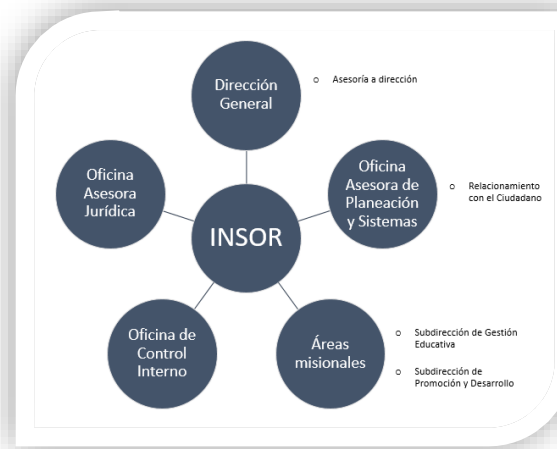 Dirección
General
o Asesoría a dirección
Oficina
Asesora
Jurídica
Oficina
Asesora de
Planeación
y Sistemas
o Relacionamiento
con el Ciudadano
INSOR
Oficina de
Control
Interno
Áreas
misionales
o Subdirección de Gestión
Educativa
o Subdirección de
Promoción y Desarrollo